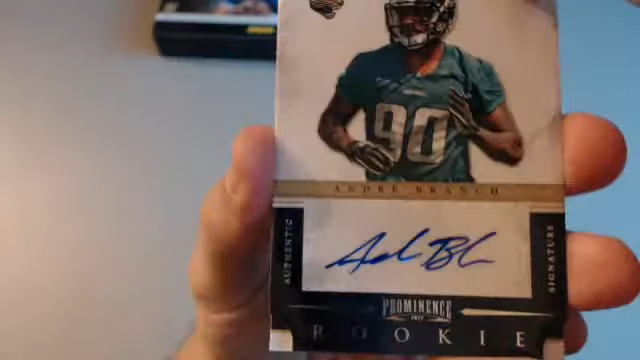 90
ANDRE BRANCH
AUTHENTIC
SIGNATURE
PROMINENCE
2012
ROOKIE